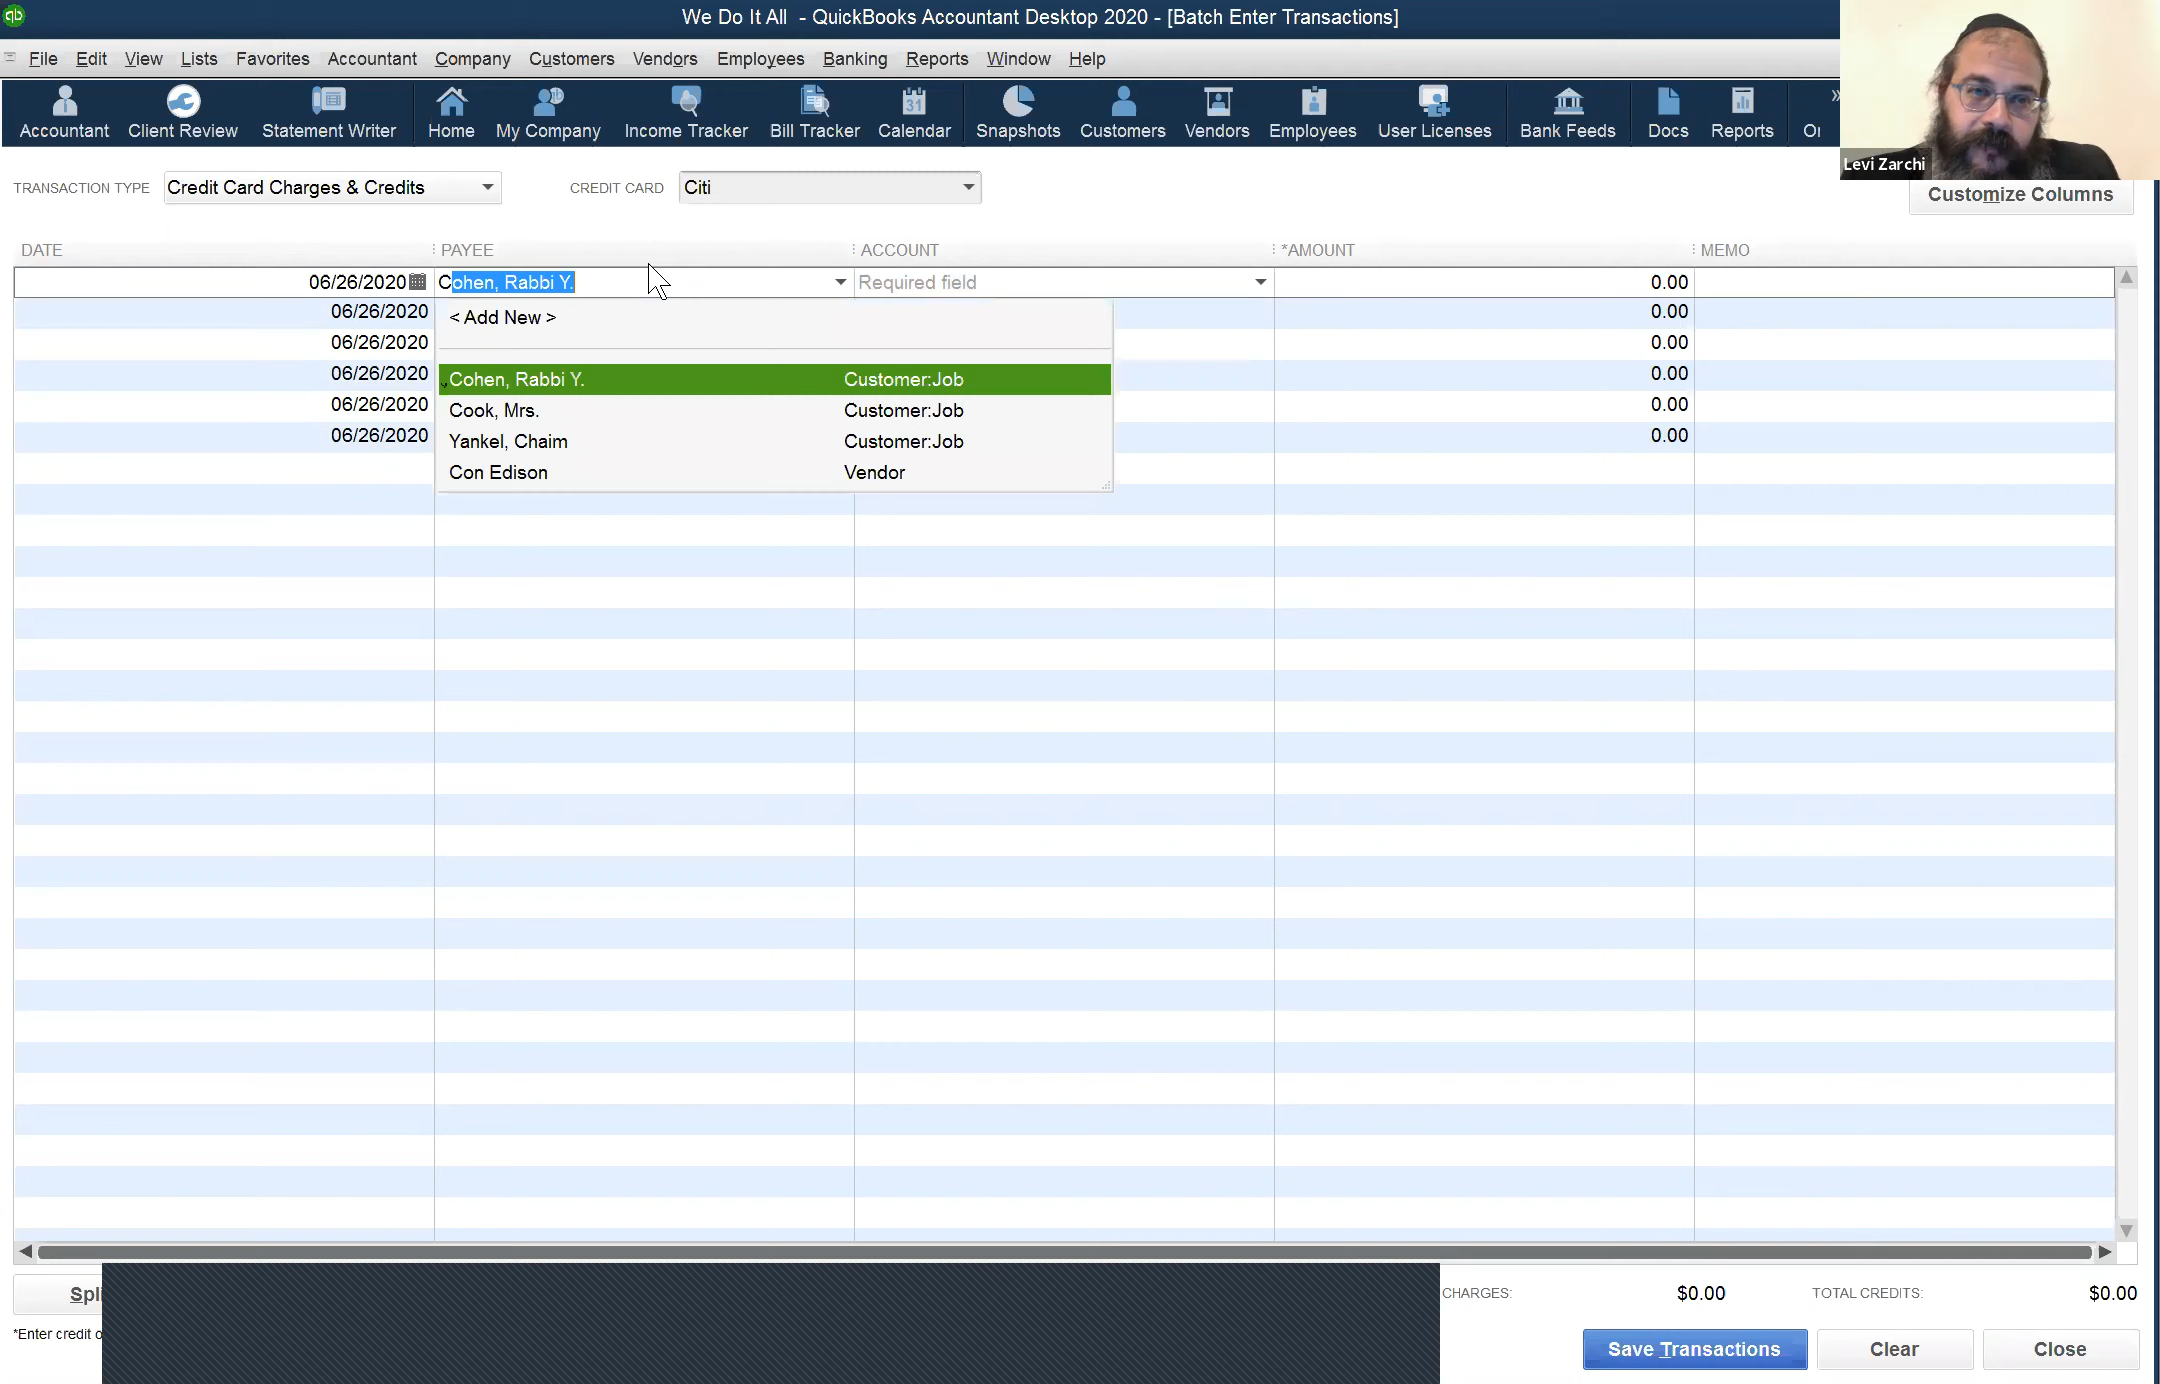 qb
We Do It All - QuickBooks Accountant Desktop 2020 - [Batch Enter Transactions]
File Edit View Lists Favorites Accountant Company Customers Vendors Employees Banking Reports Window Help
31
Accountant Client Review Statement Writer Home My Company Income Tracker Bill Tracker Calendar Snapshots Customers Vendors Employees User Licenses Bank Feeds Docs Reports
Levi Zarchi
TRANSACTION TYPE Credit Card Charges & Credits CREDIT CARD Citi Customize Columns
DATE PAYEE ACCOUNT *AMOUNT MEMO
06/26/2020 Cohen, Rabbi Y. Required field 0.00
06/26/2020 < Add New > 0.00
06/26/2020 0.00
06/26/2020 Cohen, Rabbi Y. Customer:Job 0.00
06/26/2020 Cook, Mrs. Customer:Job 0.00
06/26/2020 Yankel, Chaim Customer:Job 0.00
Con Edison Vendor
Spli CHARGES: $0.00 TOTAL CREDITS: $0.00
*Enter credit
Save Transactions Clear Close